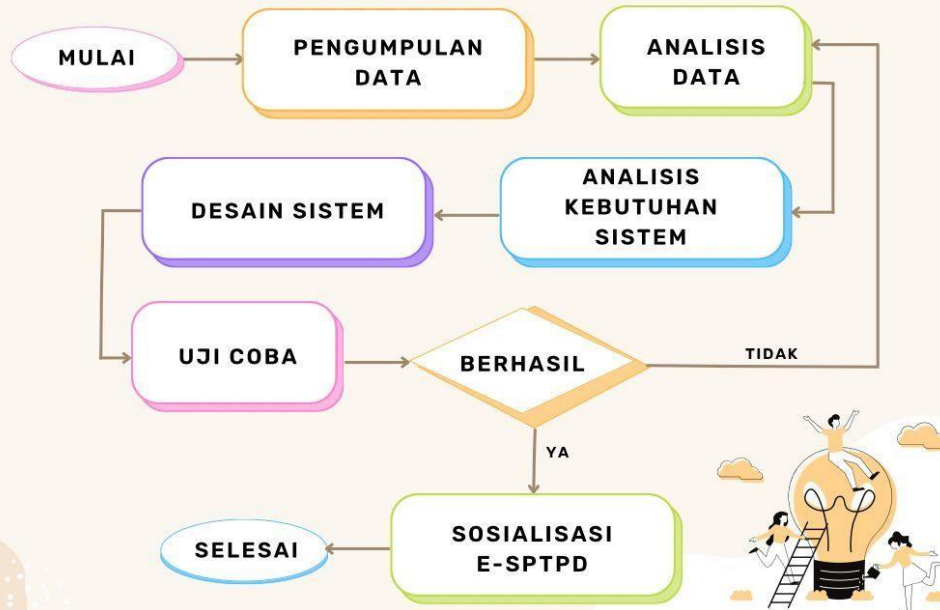 MULAI
PENGUMPULAN
DATA
ANALISIS
DATA
ANALISIS
KEBUTUHAN
SISTEM
DESAIN SISTEM
UJI COBA
BERHASIL
TIDAK
YA
SOSIALISASI
E-SPTPD
SELESAI